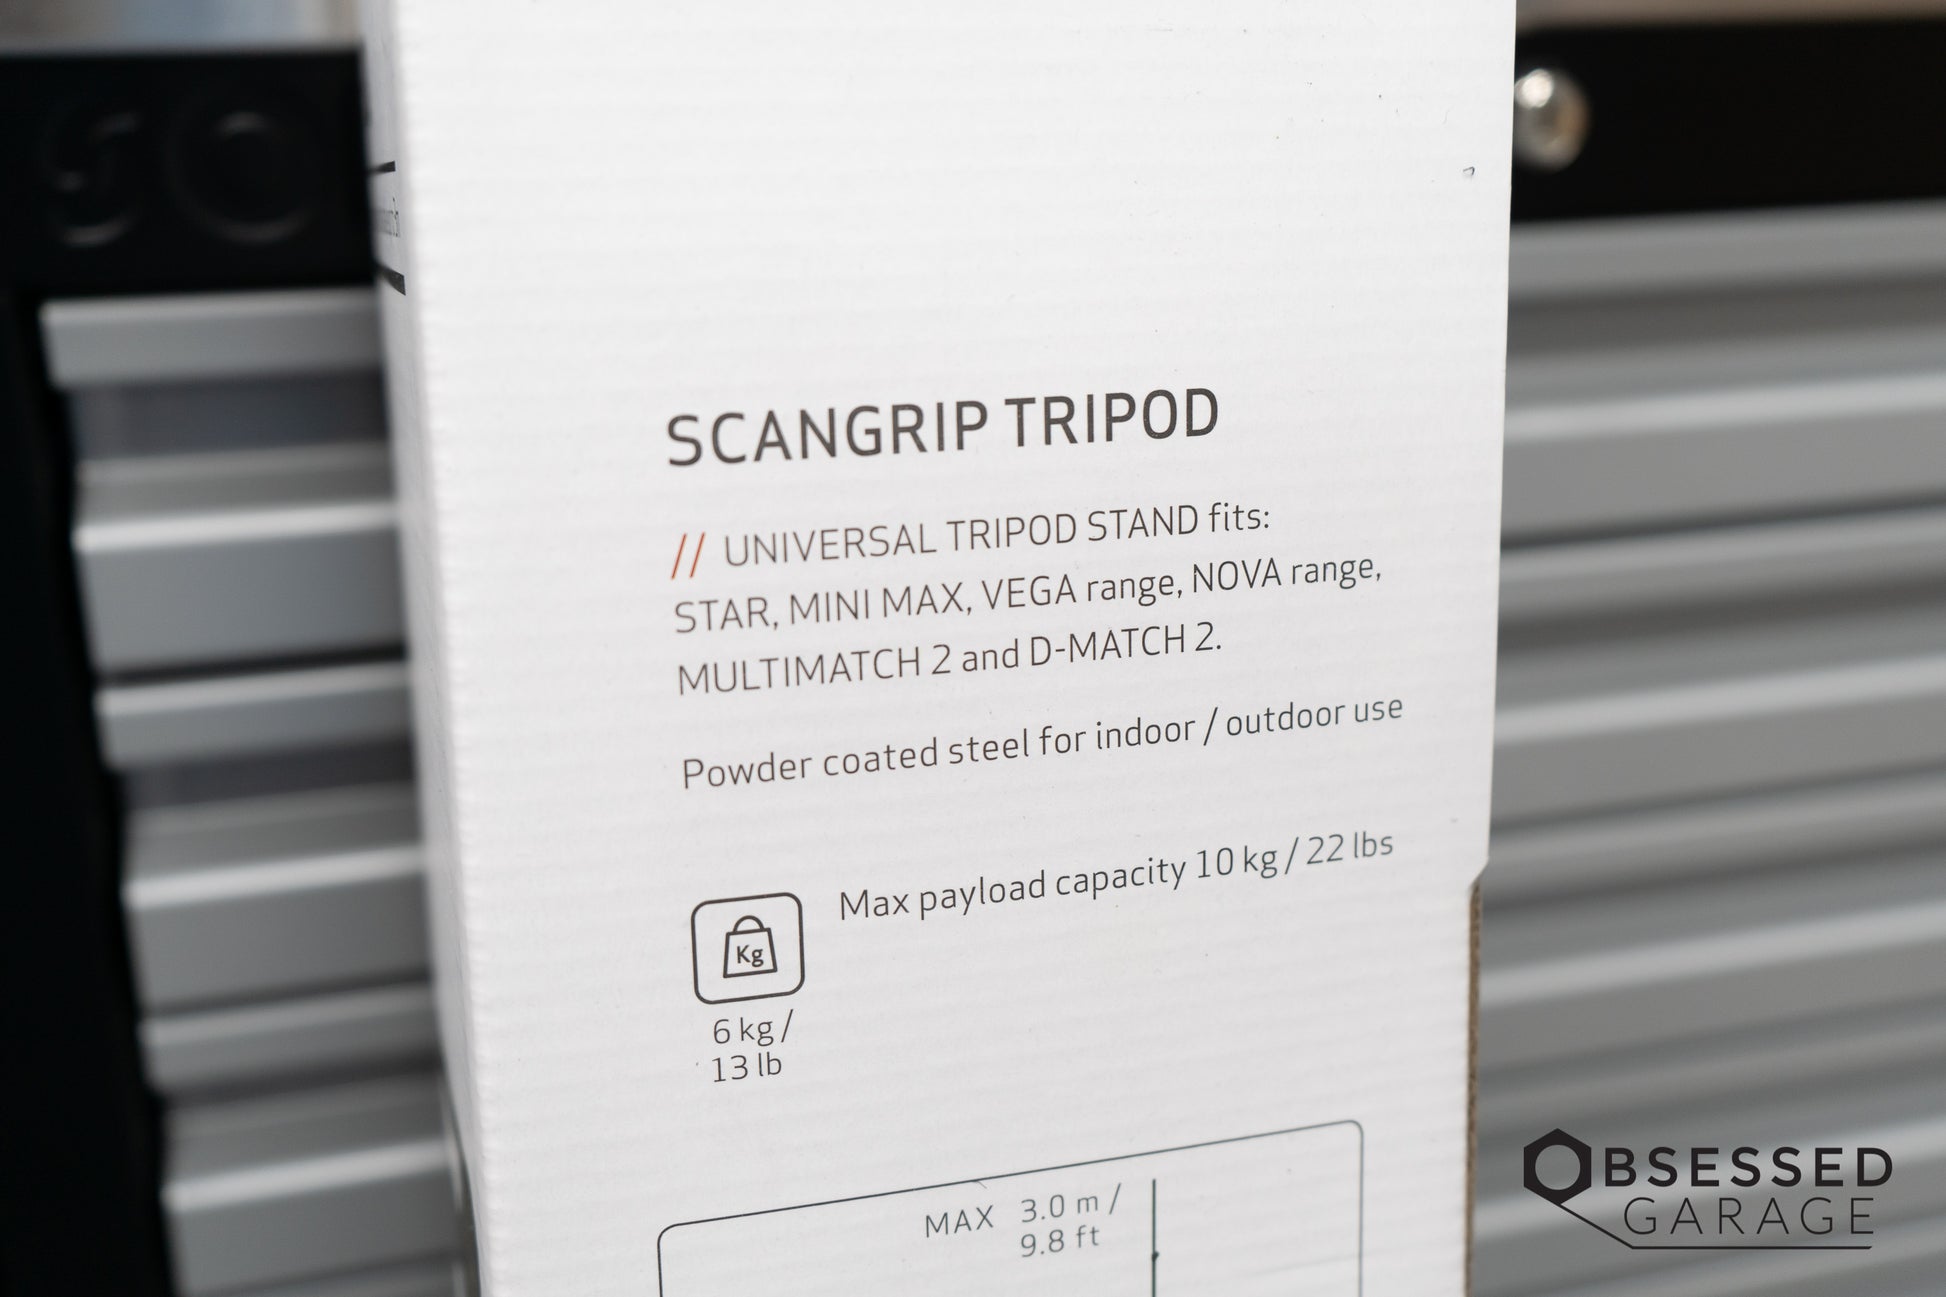 SCANGRIP TRIPOD
// UNIVERSAL TRIPOD STAND fits:
STAR, MINI MAX, VEGA range, NOVA range,
MULTIMATCH 2 and D-MATCH 2.
Powder coated steel for indoor / outdoor use
Max payload capacity 10 kg / 22 lbs
Kg
6 kg /
13 lb
MAX 3.0 m /
9.8 ft
OBSESSED
GARAGE